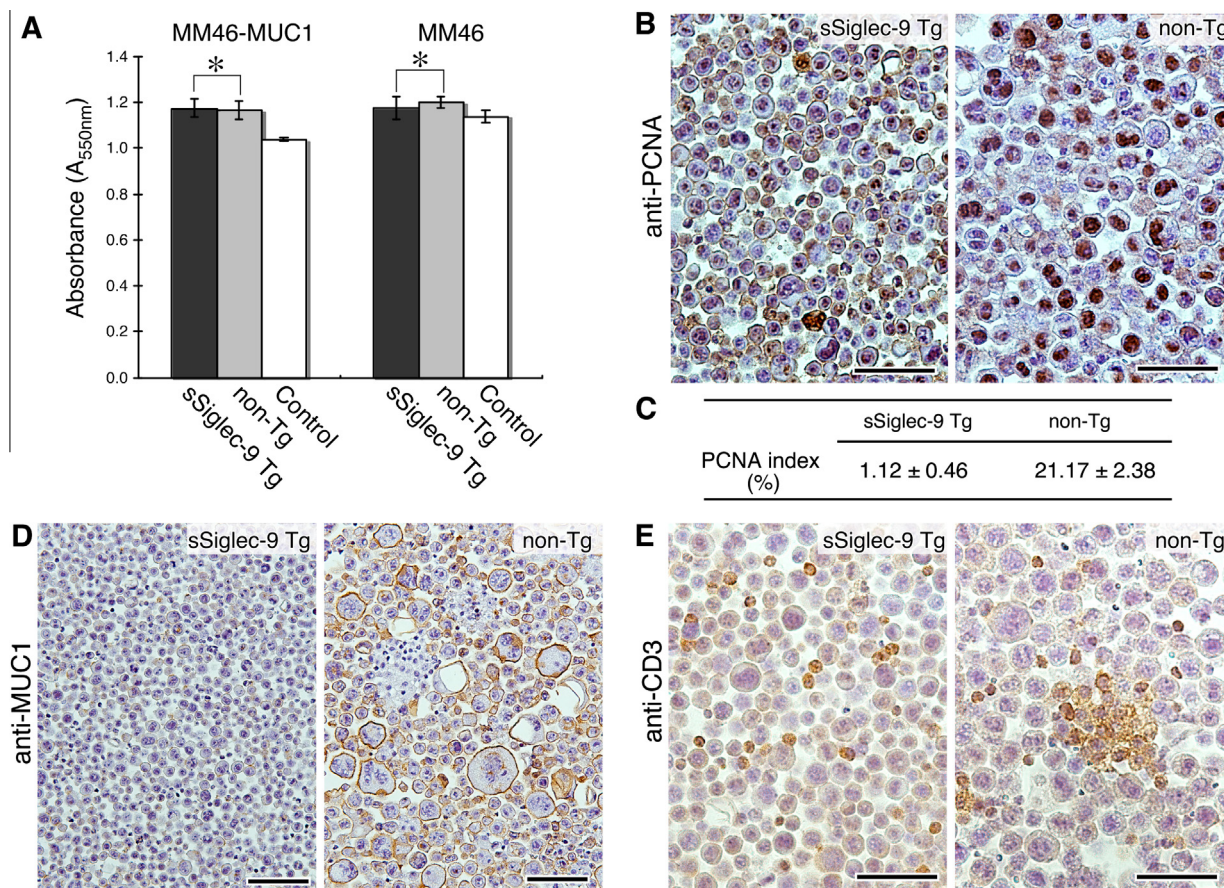 A
MM46-MUC1 MM46
* *
Absorbance (A550nm)
1.4
1.2
1.0
0.8
0.6
0.4
0.2
0.0
sSiglec-9 Tg non-Tg Control sSiglec-9 Tg non-Tg Control
B
sSiglec-9 Tg non-Tg
anti-PCNA
C
sSiglec-9 Tg non-Tg
PCNA index 1.12 ± 0.46 21.17 ± 2.38
(%)
D
sSiglec-9 Tg non-Tg
anti-MUC1
E
sSiglec-9 Tg non-Tg
anti-CD3